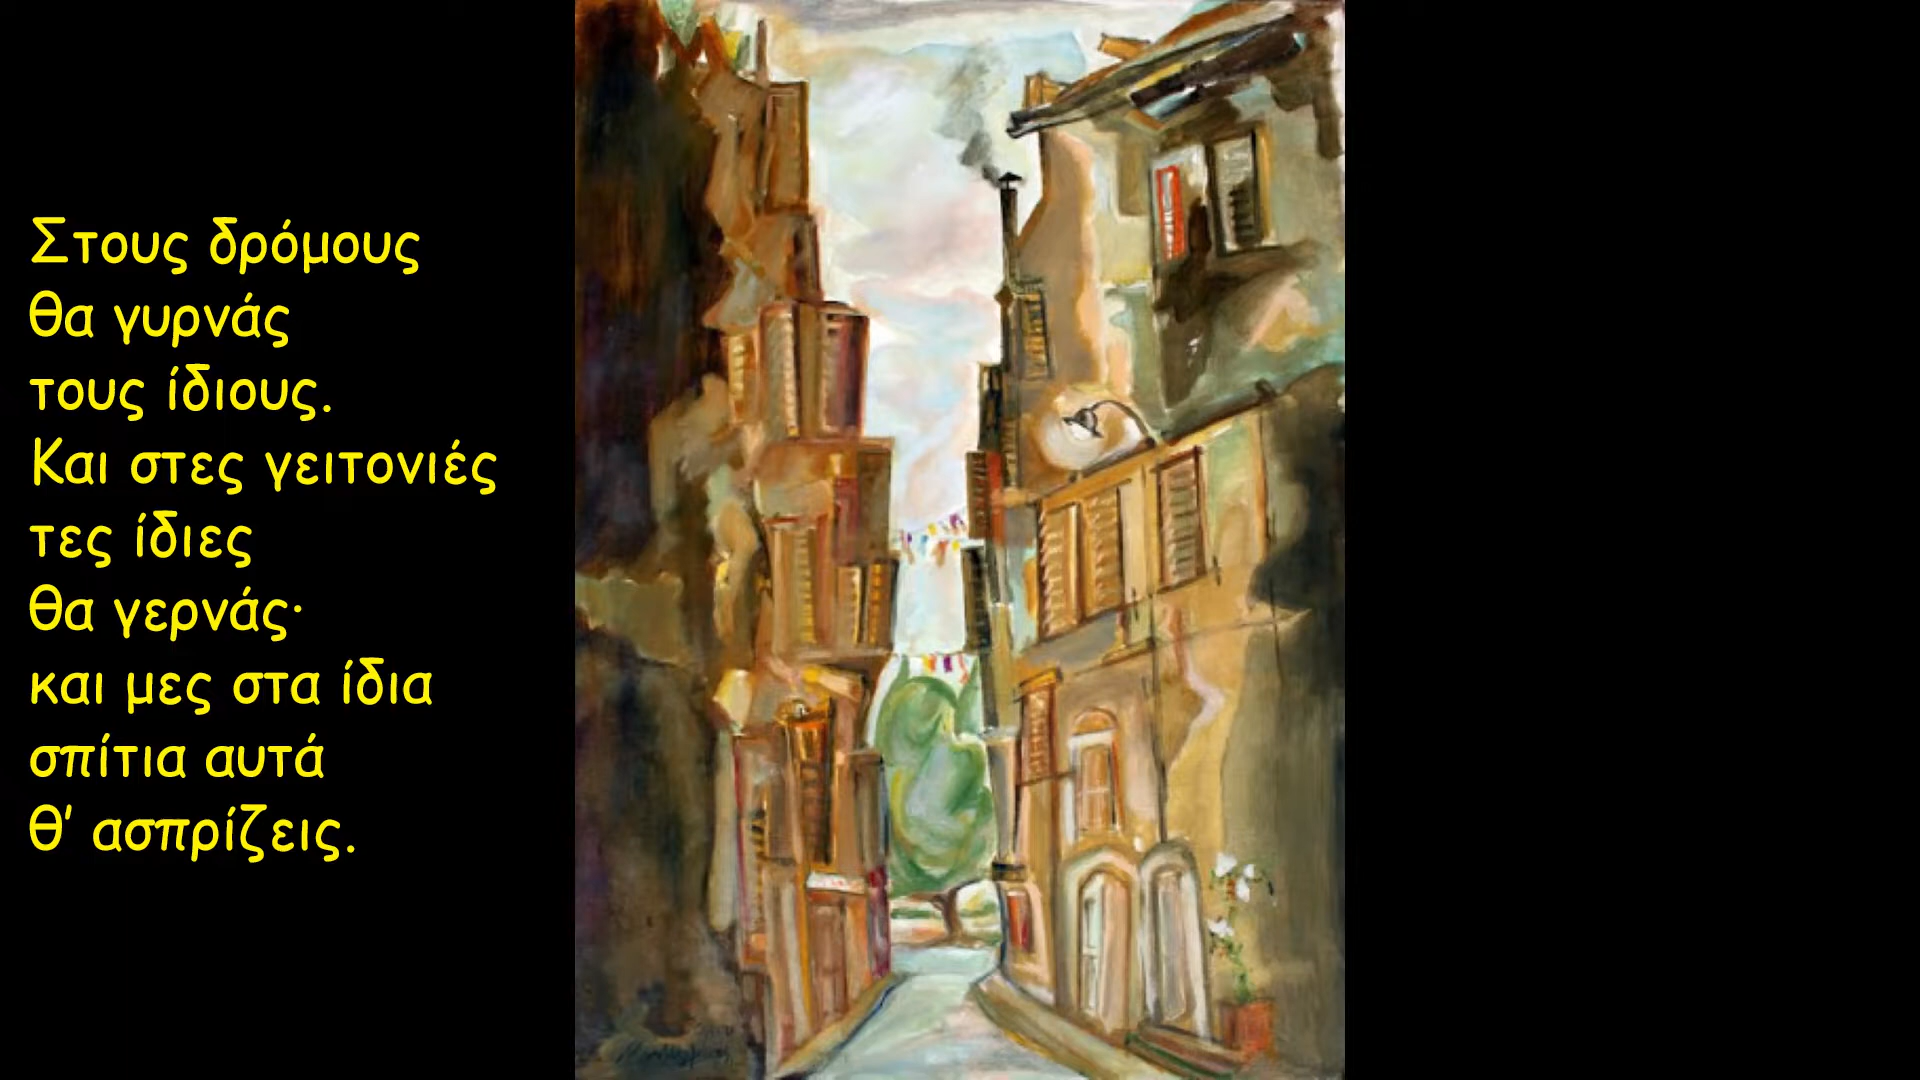 Στους δρόμους
θα γυρνάς
τους ίδιους.
Και στες γειτονιές
τες ίδιες
θα γερνάς·
και μες στα ίδια
σπίτια αυτά
θ' ασπρίζεις.